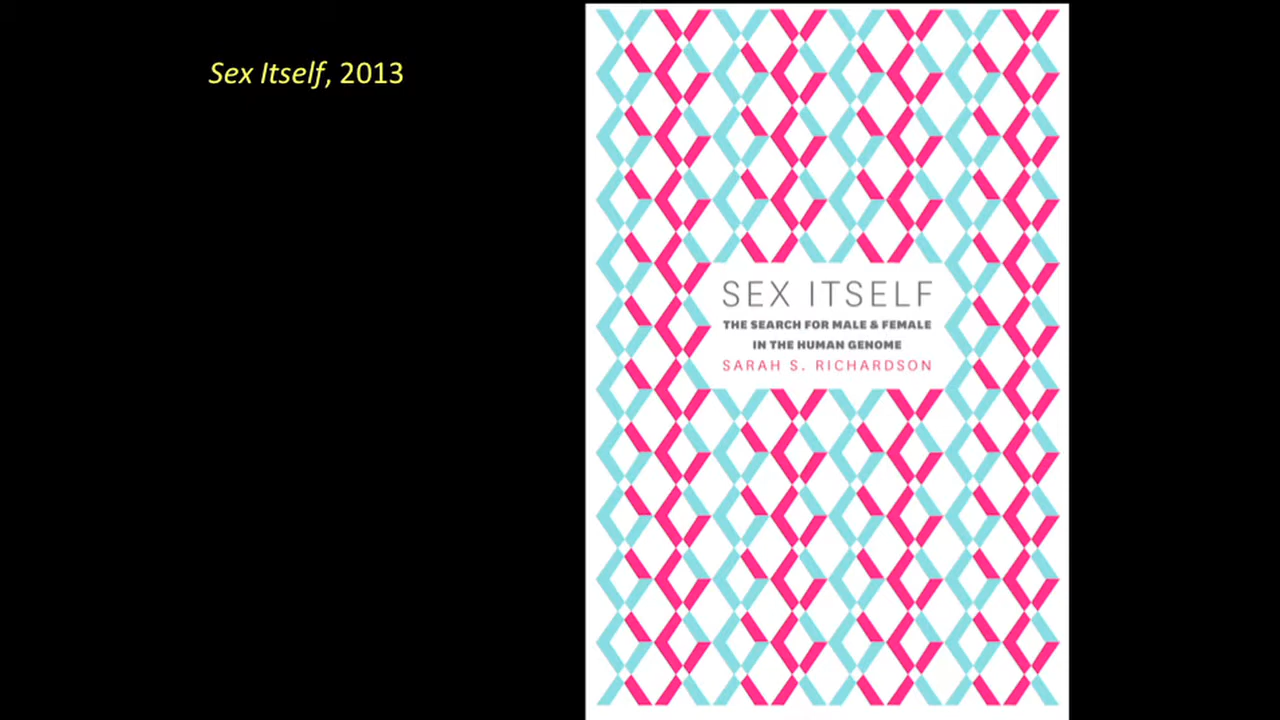 Sex Itself, 2013
SEX ITSELF
THE SEARCH FOR MALE & FEMALE
IN THE HUMAN GENOME
SARAH S. RICHARDSON